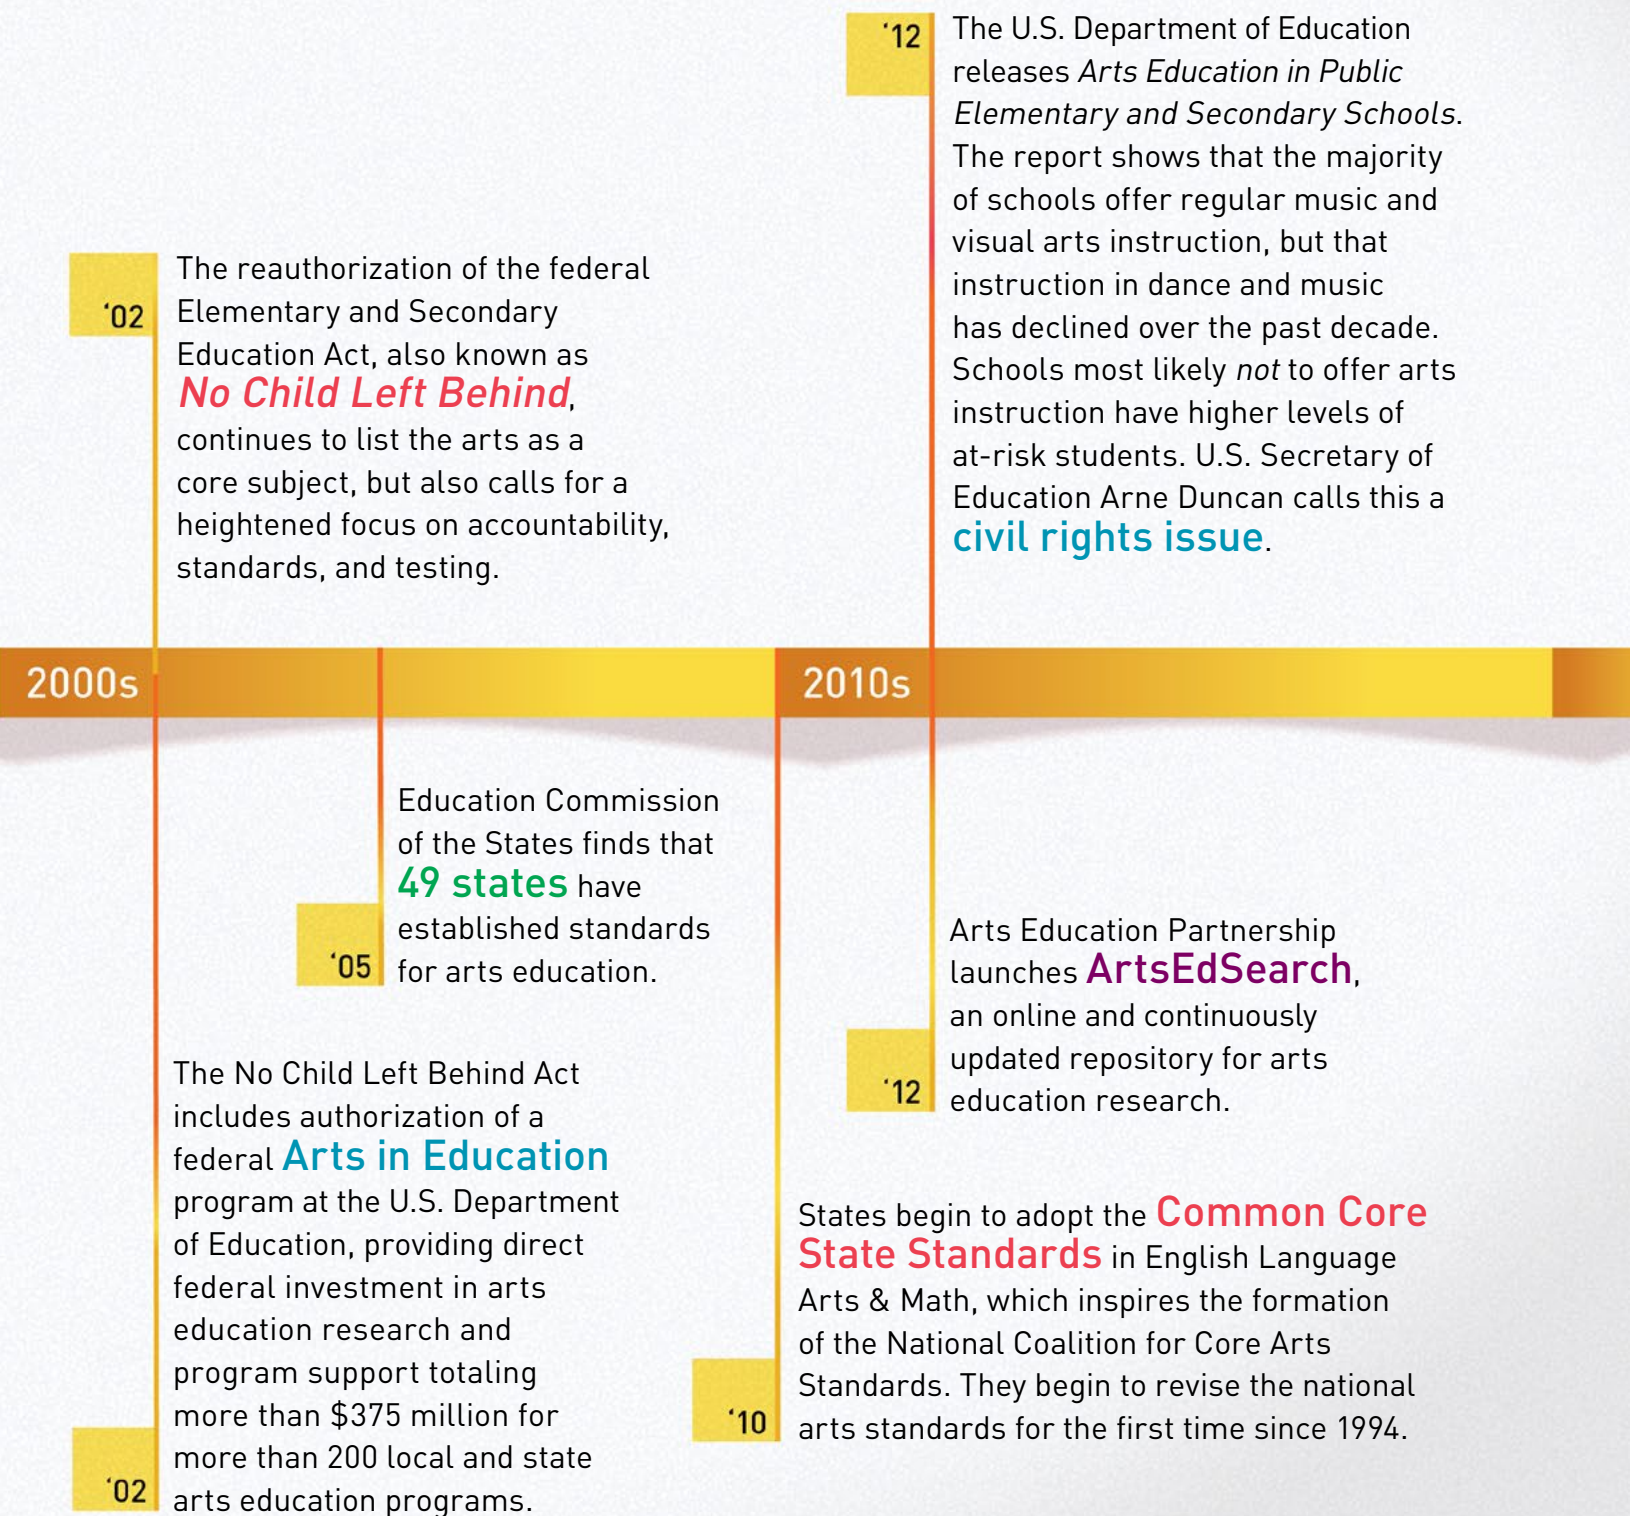 '02
The reauthorization of the federal
Elementary and Secondary
Education Act, also known as
No Child Left Behind,
continues to list the arts as a
core subject, but also calls for a
heightened focus on accountability,
standards, and testing.
'12
The U.S. Department of Education
releases Arts Education in Public
Elementary and Secondary Schools.
The report shows that the majority
of schools offer regular music and
visual arts instruction, but that
instruction in dance and music
has declined over the past decade.
Schools most likely not to offer arts
instruction have higher levels of
at-risk students. U.S. Secretary of
Education Arne Duncan calls this a
civil rights issue.
2000s
2010s
Education Commission
of the States finds that
49 states have
established standards
for arts education.
'05
The No Child Left Behind Act
includes authorization of a
federal Arts in Education
program at the U.S. Department
of Education, providing direct
federal investment in arts
education research and
program support totaling
more than $375 million for
more than 200 local and state
arts education programs.
'02
Arts Education Partnership
launches ArtsEdSearch,
an online and continuously
updated repository for arts
education research.
'12
States begin to adopt the Common Core
State Standards in English Language
Arts & Math, which inspires the formation
of the National Coalition for Core Arts
Standards. They begin to revise the national
arts standards for the first time since 1994.
'10